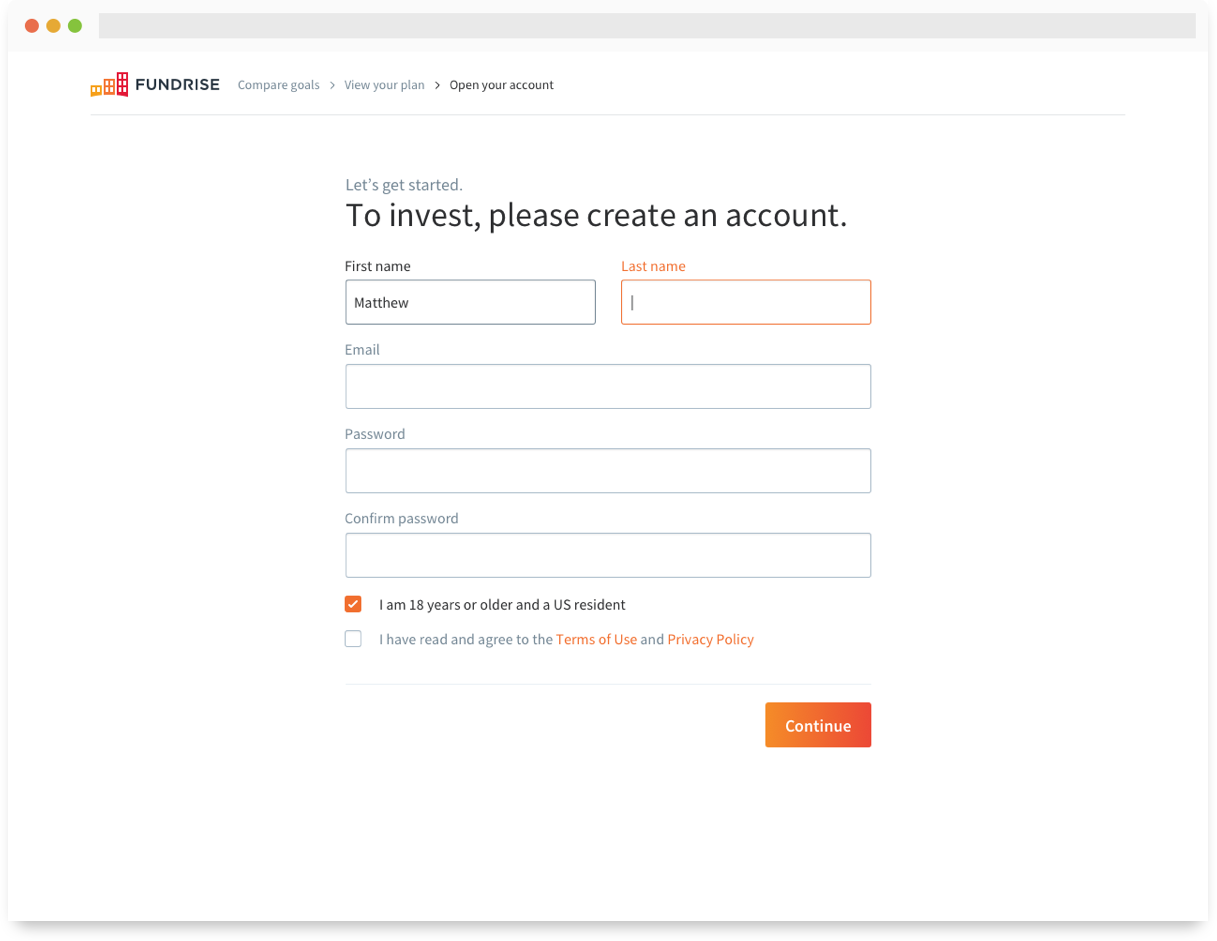 FUNDRISE Compare goals > View your plan > Open your account
Let’s get started.
To invest, please create an account.
First name Last name
Matthew
Email
Password
Confirm password
I am 18 years or older and a US resident
I have read and agree to the Terms of Use and Privacy Policy
Continue